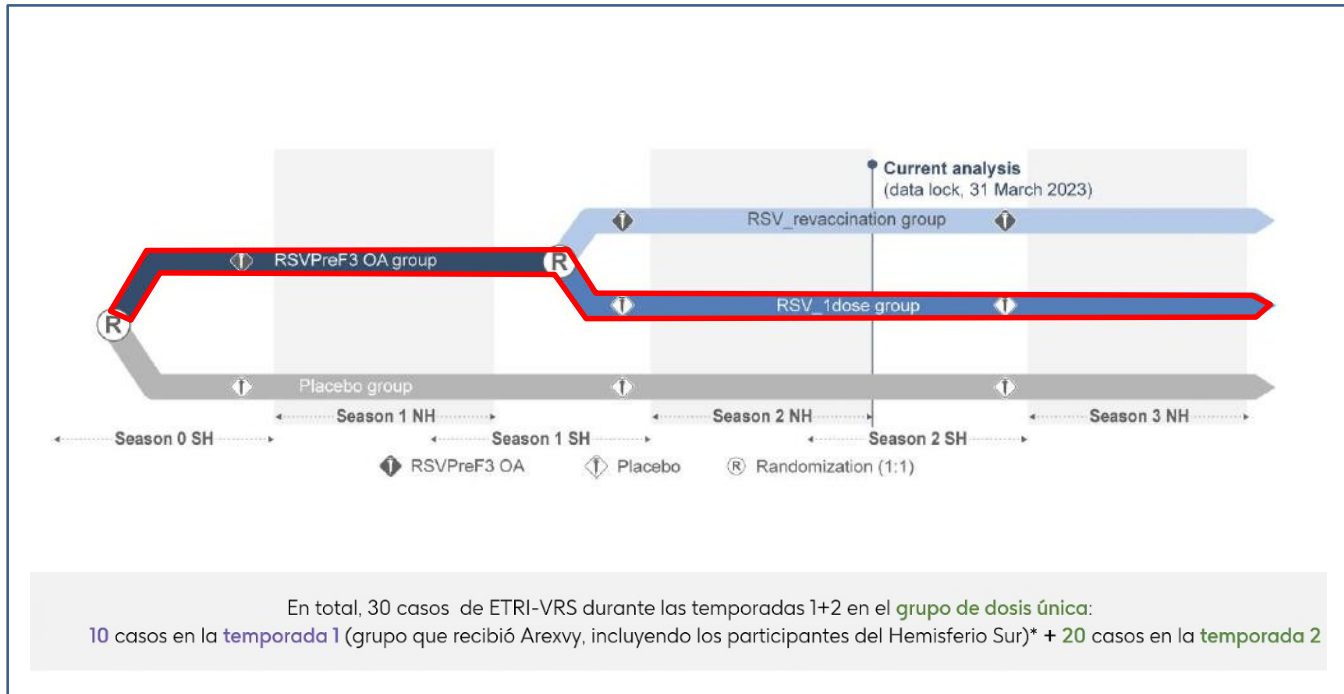 Current analysis
(data lock, 31 March 2023)
RSV_revaccination group
RSVPreF3 OA group
R
RSV_1dose group
R
Placebo group
Season 1 NH
Season 2 NH
Season 3 NH
Season 0 SH
Season 1 SH
Season 2 SH
RSVPreF3 OA
Placebo
R Randomization (1:1)
En total, 30 casos de ETRI-VRS durante las temporadas 1+2 en el grupo de dosis única:
10 casos en la temporada 1 (grupo que recibió Arexvy, incluyendo los participantes del Hemisferio Sur)* + 20 casos en la temporada 2